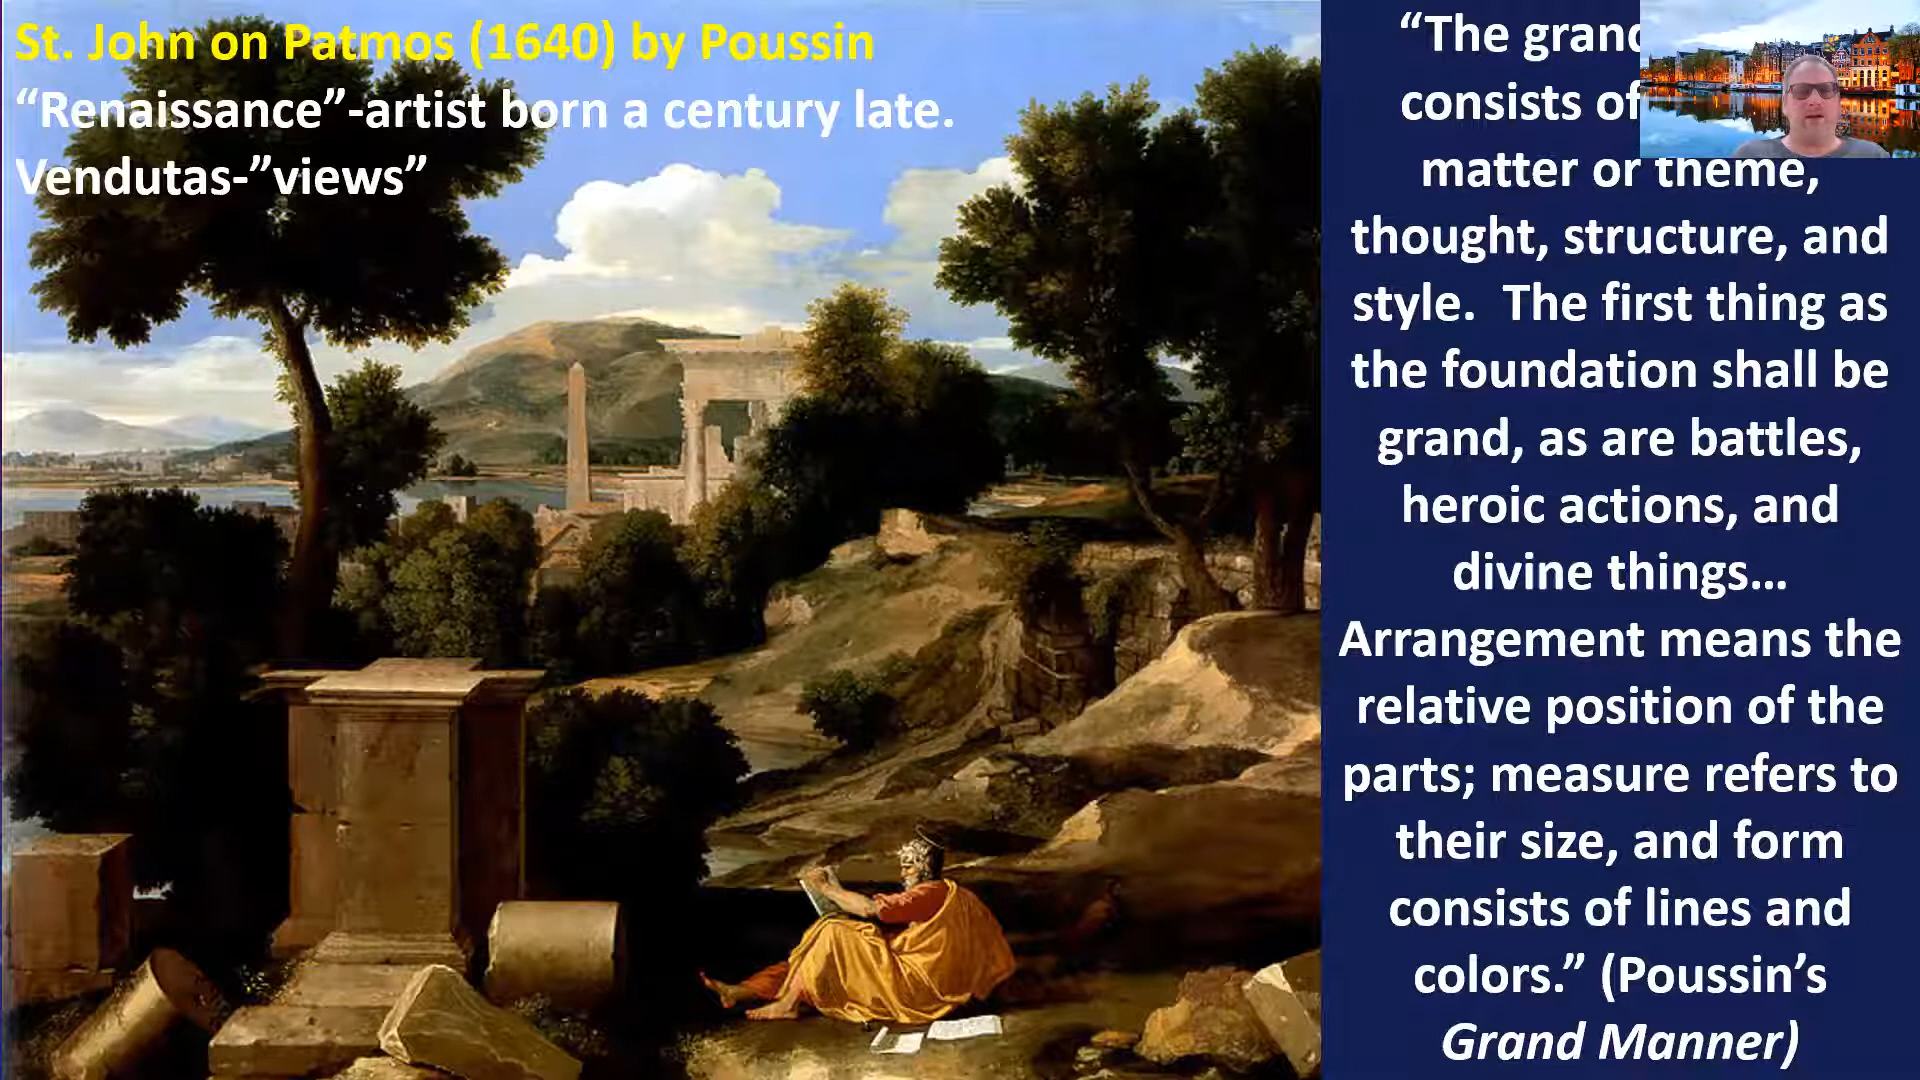 St. John on Patmos (1640) by Poussin
“Renaissance”-artist born a century late.
Vendutas-”views”
“The grand
consists of
matter or theme,
thought, structure, and
style.  The first thing as
the foundation shall be
grand, as are battles,
heroic actions, and
divine things…
Arrangement means the
relative position of the
parts; measure refers to
their size, and form
consists of lines and
colors.” (Poussin’s
Grand Manner)